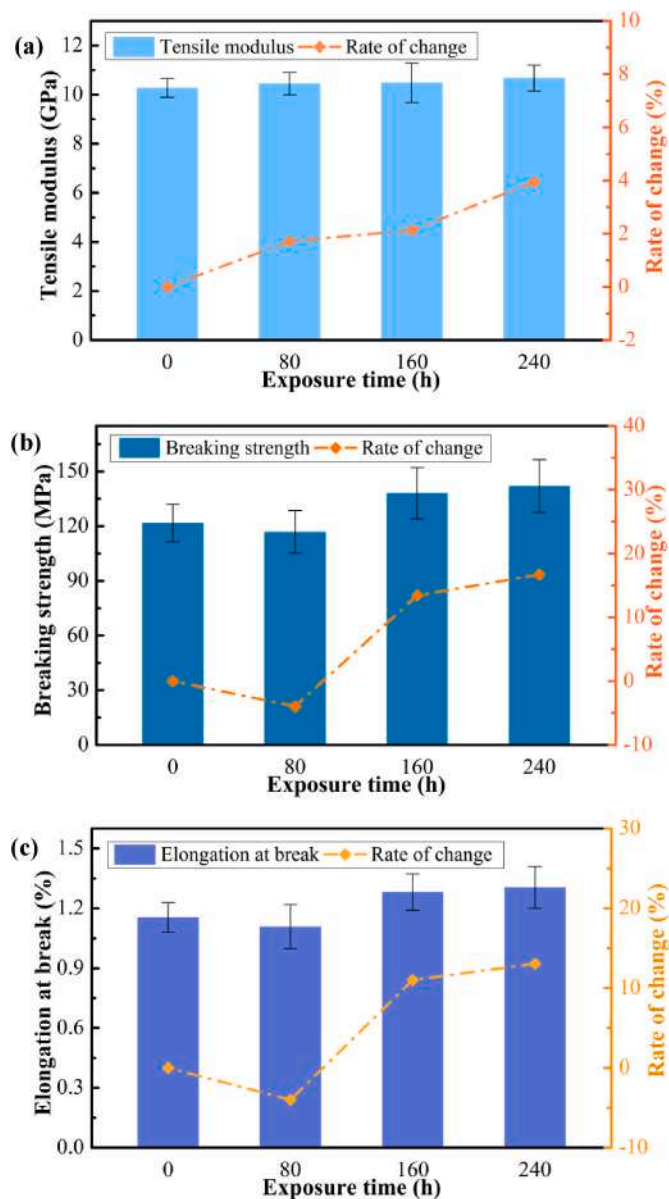 (a)
Tensile modulus Rate of change
Tensile modulus (GPa)
12
10
8
6
4
2
0
10
8
6
4
2
0
-2
Rate of change (%)
0 80 160 240
Exposure time (h)
(b)
Breaking strength Rate of change
Breaking strength (MPa)
150
120
90
60
30
0
40
30
20
10
0
-10
Rate of change (%)
0 80 160 240
Exposure time (h)
(c)
Elongation at break Rate of change
Elongation at break (%)
1.5
1.2
0.9
0.6
0.3
0.0
30
20
10
0
-10
Rate of change (%)
0 80 160 240
Exposure time (h)